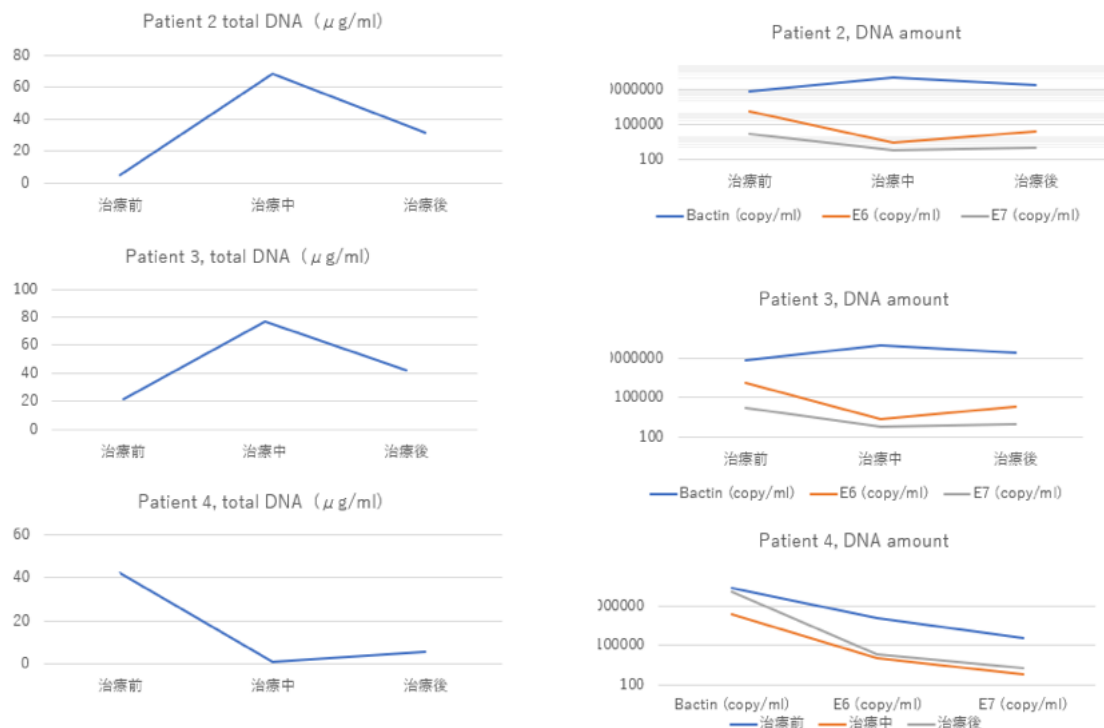 Patient 2 total DNA（μg/ml)
80
60
40
20
0
治療前 治療中 治療後
Patient 2, DNA amount
0000000
100000
100
治療前 治療中 治療後
Bactin (copy/ml) E6 (copy/ml) E7 (copy/ml)
Patient 3, total DNA（μg/ml)
100
80
60
40
20
0
治療前 治療中 治療後
Patient 3, DNA amount
0000000
100000
100
治療前 治療中 治療後
Bactin (copy/ml) E6 (copy/ml) E7 (copy/ml)
Patient 4, total DNA（μg/ml)
60
40
20
0
治療前 治療中 治療後
Patient 4, DNA amount
000000
100000
100
Bactin (copy/ml) E6 (copy/ml) E7 (copy/ml)
治療前 治療中 治療後